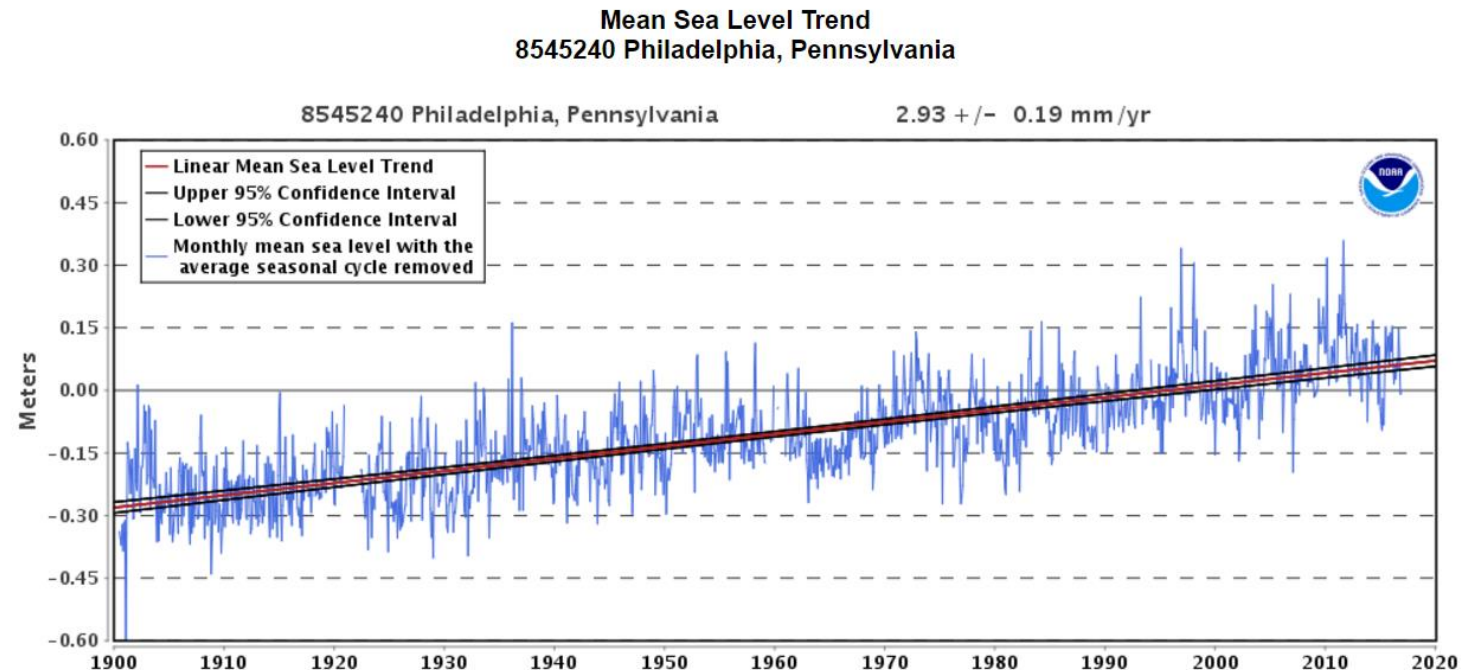 Mean Sea Level Trend
8545240 Philadelphia, Pennsylvania
8545240 Philadelphia, Pennsylvania 2.93 +/- 0.19 mm/yr
Linear Mean Sea Level Trend
Upper 95% Confidence Interval
Lower 95% Confidence Interval
Monthly mean sea level with the
average seasonal cycle removed
NOAA
Meters
0.60
0.45
0.30
0.15
0.00
-0.15
-0.30
-0.45
-0.60
1900 1910 1920 1930 1940 1950 1960 1970 1980 1990 2000 2010 2020